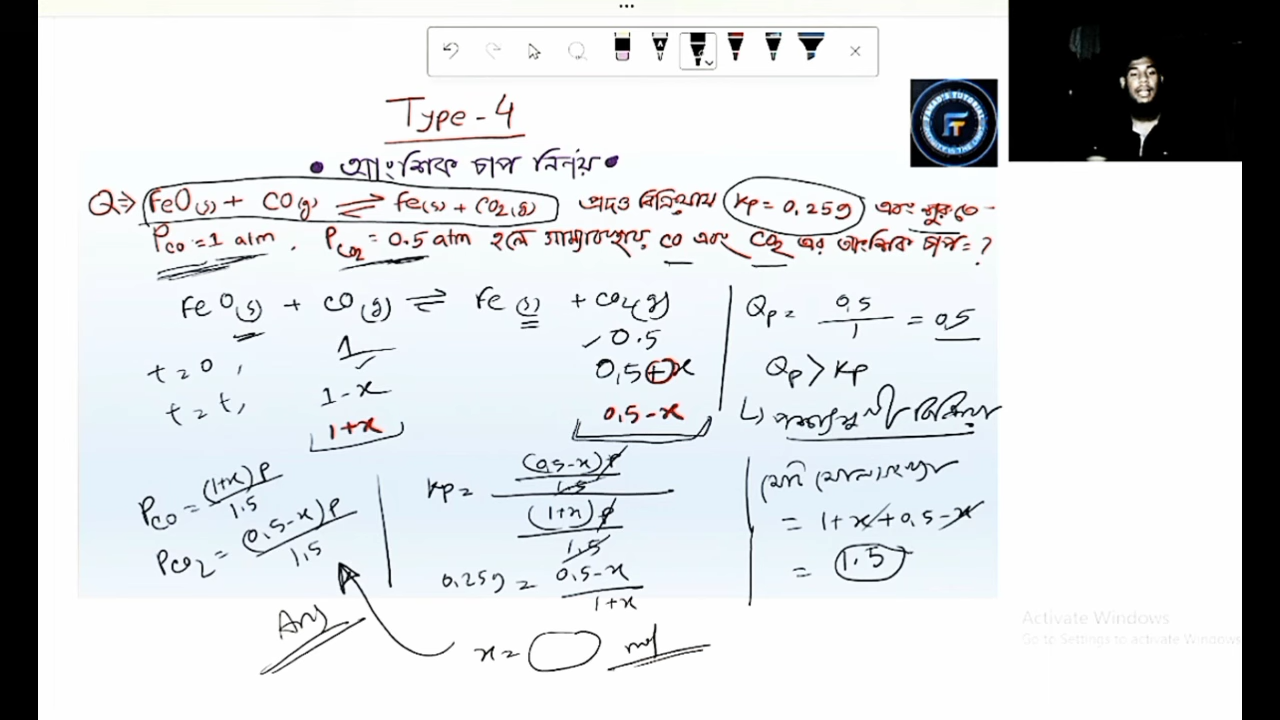 Type - 4
• আংশিক চাপ নির্ণয় •
Q⇒ FeO(s) + CO(g) ⇌ Fe(s) + CO2(g) প্রদত্ত বিক্রিয়ায় Kp = 0.259 এবং শুরুতে -
PCO = 1 atm, PCO2 = 0.5 atm হলে সাম্যাবস্থায় CO এবং CO2 এর আংশিক চাপ = ?
FeO(s) + CO(g) ⇌ Fe(s) + CO2(g)
t = 0, 1 0.5
t = t, 1-x 0.5+x
1+x 0.5-x
Qp = 0.5/1 = 0.5
Qp > Kp
↳ পশ্চাৎমুখী বিক্রিয়া
PCO = (1+x)P/1.5
PCO2 = (0.5-x)P/1.5
Ans
Kp = (0.5-x)P/1.5 / (1+x)P/1.5
0.259 = 0.5-x/1+x
x = mol
মোট মোলসংখ্যা
= 1+x+0.5-x
= 1.5
FAHAD'S TUTORIAL
FT
Activate Windows
Go to Settings to activate Windows